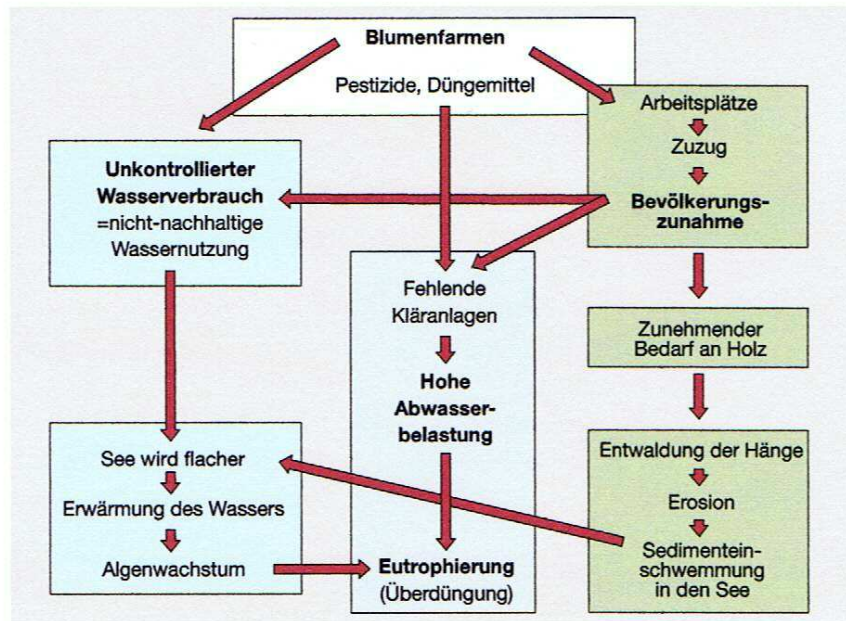 Blumenfarmen
Pestizide, Düngemittel
Unkontrollierter
Wasserverbrauch
=nicht-nachhaltige
Wassernutzung
Arbeitsplätze
Zuzug
Bevölkerungs-
zunahme
Fehlende
Kläranlagen
Hohe
Abwasser-
belastung
Zunehmender
Bedarf an Holz
See wird flacher
Erwärmung des Wassers
Algenwachstum
Eutrophierung
(Überdüngung)
Entwaldung der Hänge
Erosion
Sedimentein-
schwemmung
in den See